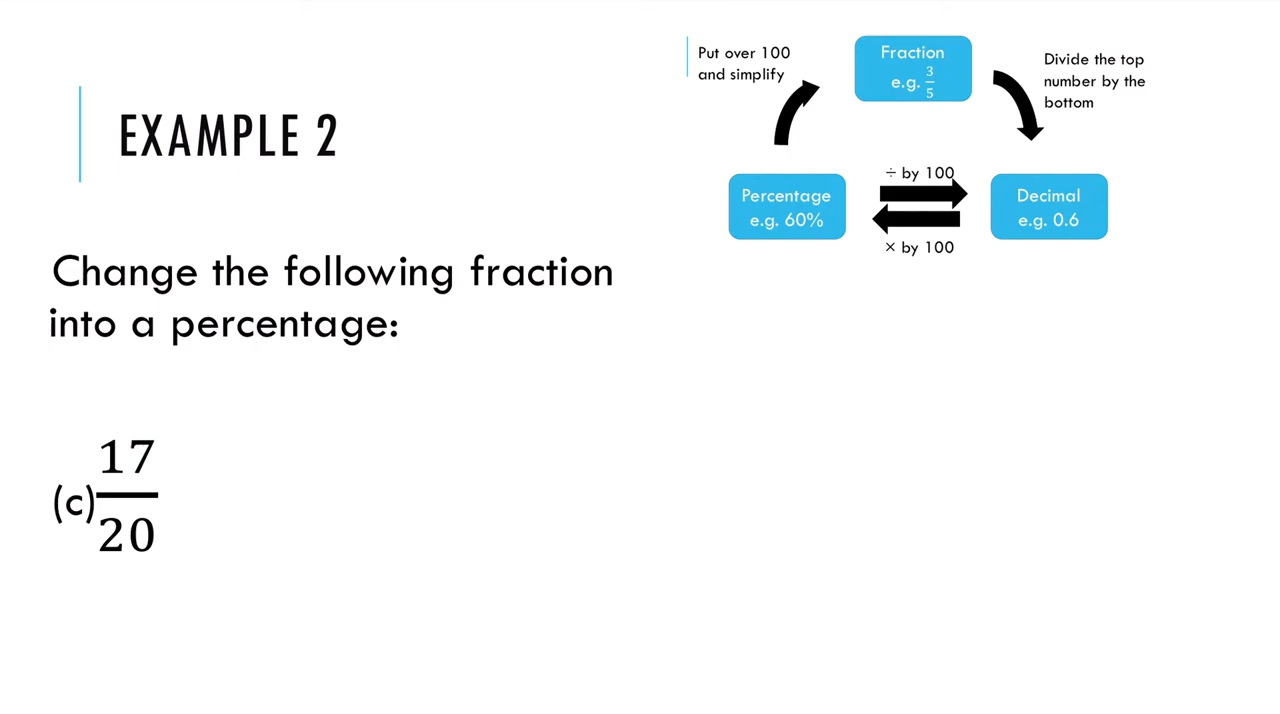 EXAMPLE 2
Put over 100
and simplify
Fraction
e.g. 3/5
Divide the top
number by the
bottom
Percentage
e.g. 60%
÷ by 100
× by 100
Decimal
e.g. 0.6
Change the following fraction
into a percentage:
(c) 17/20